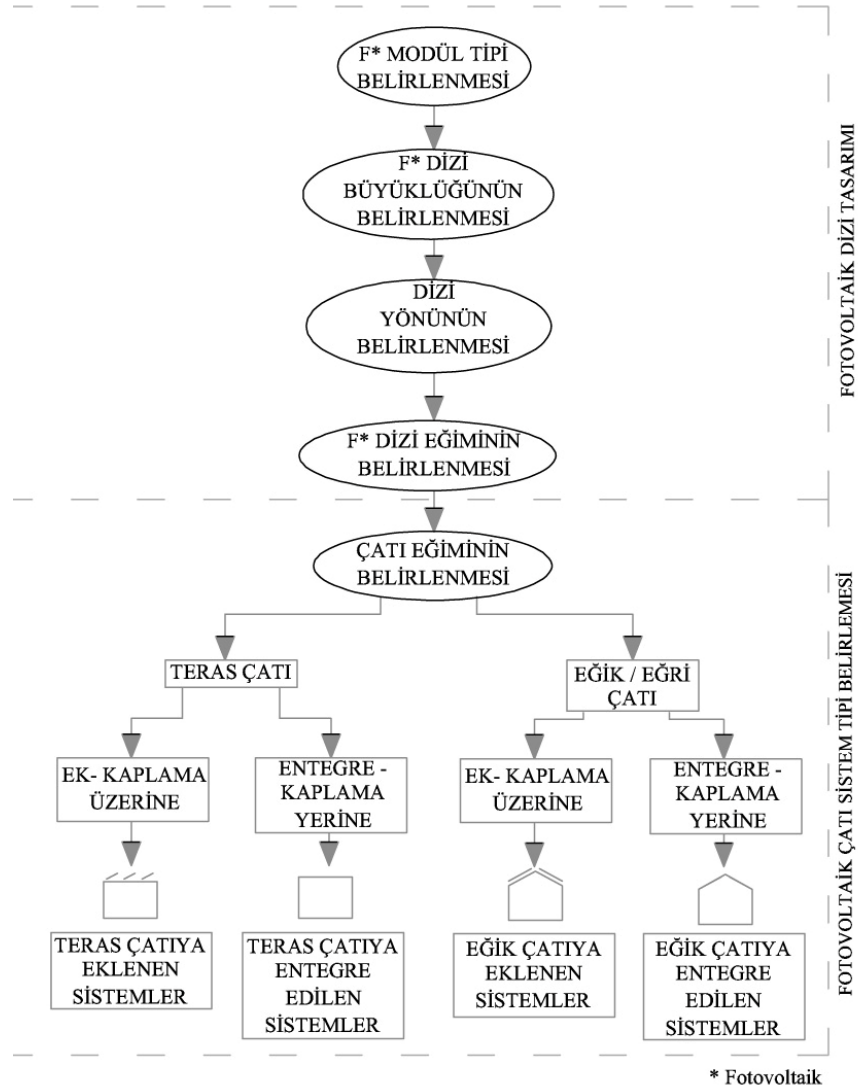 F* MODÜL TİPİ
BELİRLENMESİ
F* DİZİ
BÜYÜKLÜĞÜNÜN
BELİRLENMESİ
DİZİ
YÖNÜNÜN
BELİRLENMESİ
F* DİZİ EĞİMİNİN
BELİRLENMESİ
FOTOVOLTAİK DİZİ TASARIMI
ÇATI EĞİMİNİN
BELİRLENMESİ
TERAS ÇATI
EĞİK / EĞRİ
ÇATI
EK- KAPLAMA
ÜZERİNE
ENTEGRE -
KAPLAMA
YERİNE
EK- KAPLAMA
ÜZERİNE
ENTEGRE -
KAPLAMA
YERİNE
TERAS ÇATIYA
EKLENEN
SİSTEMLER
TERAS ÇATIYA
ENTEGRE
EDİLEN
SİSTEMLER
EĞİK ÇATIYA
EKLENEN
SİSTEMLER
EĞİK ÇATIYA
ENTEGRE
EDİLEN
SİSTEMLER
FOTOVOLTAİK ÇATI SİSTEM TİPİ BELİRLEMESİ
* Fotovoltaik